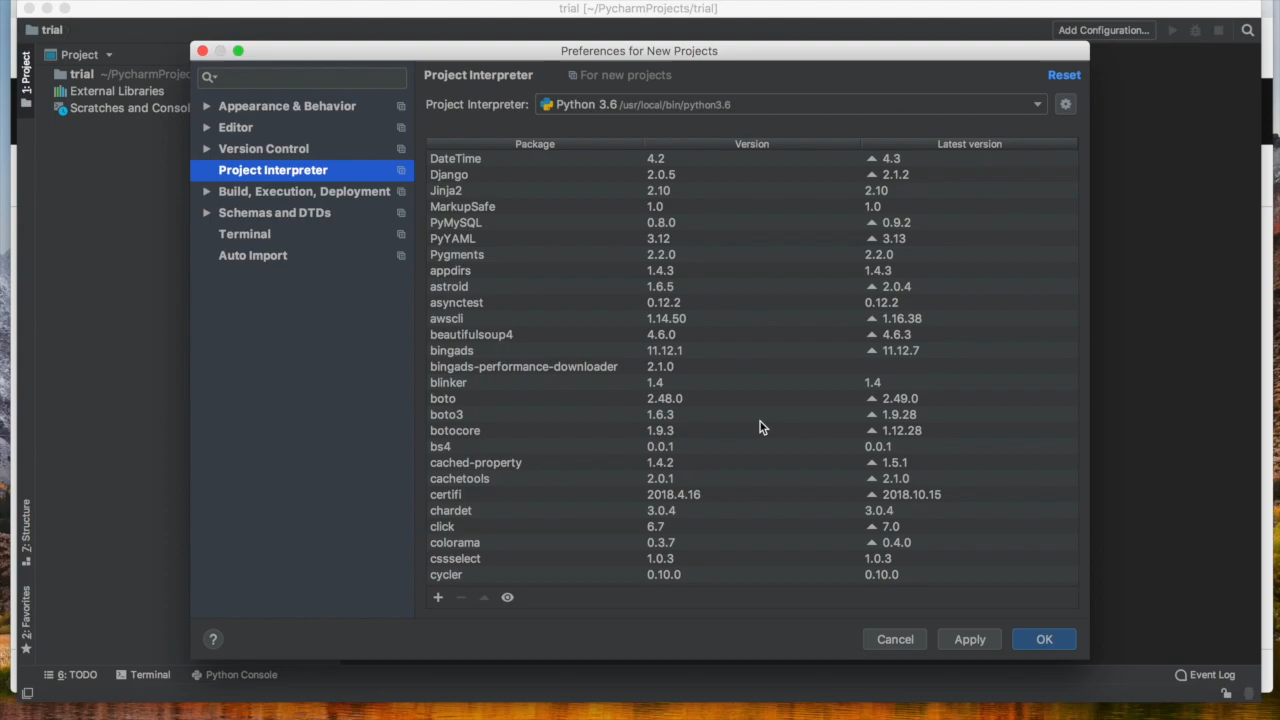 trial [~/PycharmProjects/trial]
trial
Add Configuration...
Preferences for New Projects
1: Project
Project
trial ~/PycharmProjec
External Libraries
Scratches and Consol
Appearance & Behavior
Editor
Version Control
Project Interpreter
Build, Execution, Deployment
Schemas and DTDs
Terminal
Auto Import
Project Interpreter
For new projects
Reset
Project Interpreter: Python 3.6 /usr/local/bin/python3.6
Package Version Latest version
DateTime 4.2 4.3
Django 2.0.5 2.1.2
Jinja2 2.10 2.10
MarkupSafe 1.0 1.0
PyMySQL 0.8.0 0.9.2
PyYAML 3.12 3.13
Pygments 2.2.0 2.2.0
appdirs 1.4.3 1.4.3
astroid 1.6.5 2.0.4
asynctest 0.12.2 0.12.2
awscli 1.14.50 1.16.38
beautifulsoup4 4.6.0 4.6.3
bingads 11.12.1 11.12.7
bingads-performance-downloader 2.1.0
blinker 1.4 1.4
boto 2.48.0 2.49.0
boto3 1.6.3 1.9.28
botocore 1.9.3 1.12.28
bs4 0.0.1 0.0.1
cached-property 1.4.2 1.5.1
cachetools 2.0.1 2.1.0
certifi 2018.4.16 2018.10.15
chardet 3.0.4 3.0.4
click 6.7 7.0
colorama 0.3.7 0.4.0
cssselect 1.0.3 1.0.3
cycler 0.10.0 0.10.0
Z: Structure
2: Favorites
?
Cancel
Apply
OK
6: TODO
Terminal
Python Console
Event Log